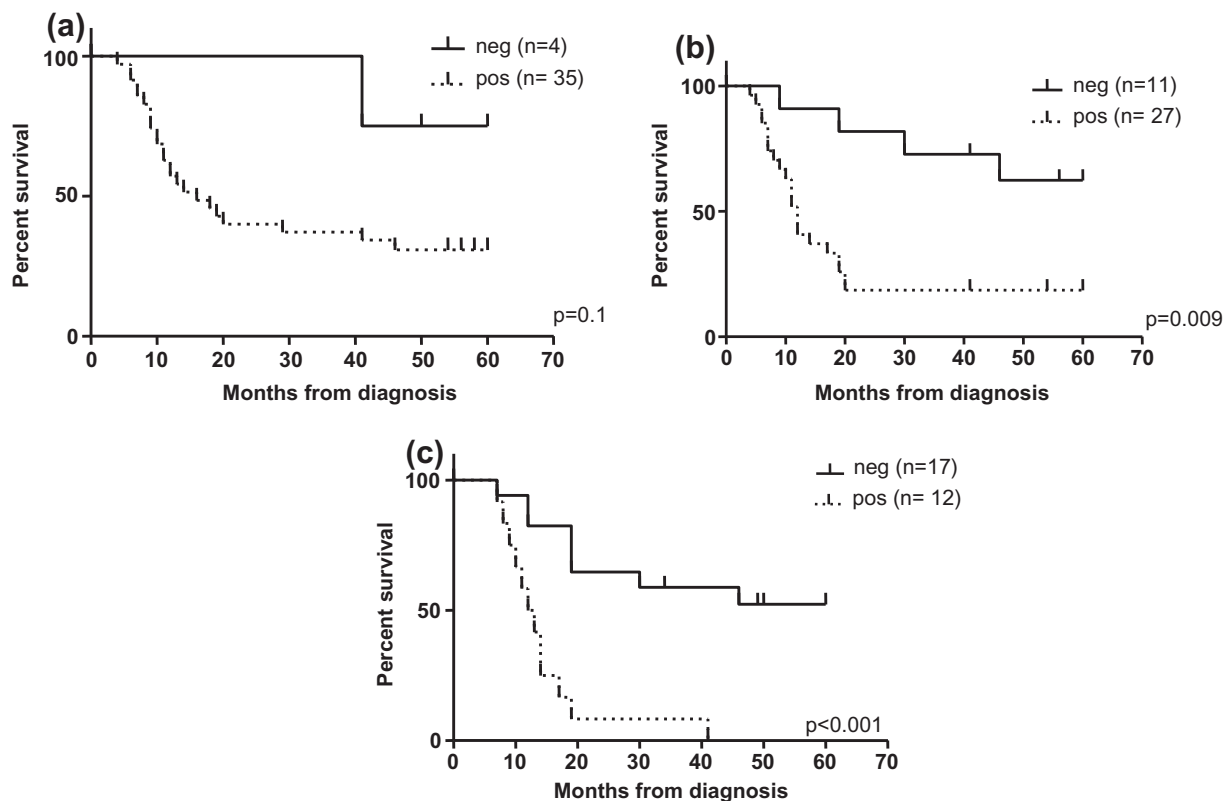 (a)
neg (n=4)
pos (n= 35)
100
50
0
Percent survival
0 10 20 30 40 50 60 70
Months from diagnosis
p=0.1
(b)
neg (n=11)
pos (n= 27)
100
50
0
Percent survival
0 10 20 30 40 50 60 70
Months from diagnosis
p=0.009
(c)
neg (n=17)
pos (n= 12)
100
50
0
Percent survival
0 10 20 30 40 50 60 70
Months from diagnosis
p<0.001